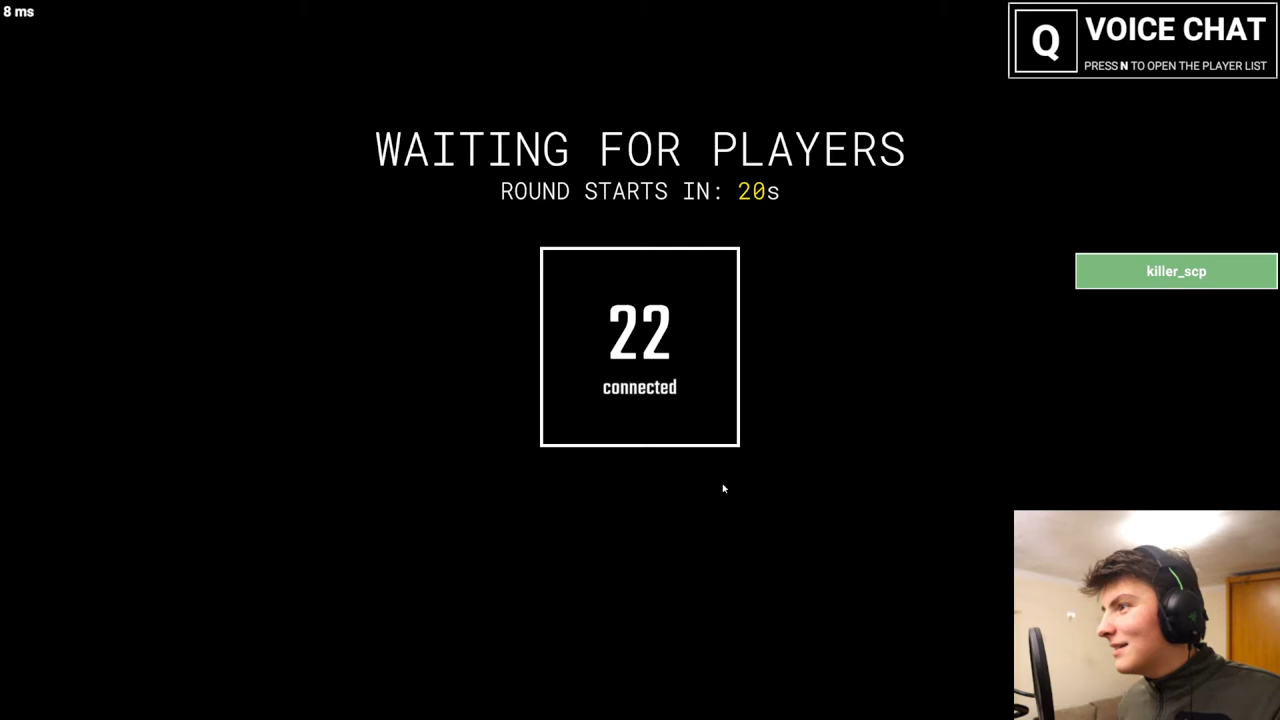 8 ms
Q
VOICE CHAT
PRESS N TO OPEN THE PLAYER LIST
WAITING FOR PLAYERS
ROUND STARTS IN: 20s
killer_scp
22
connected